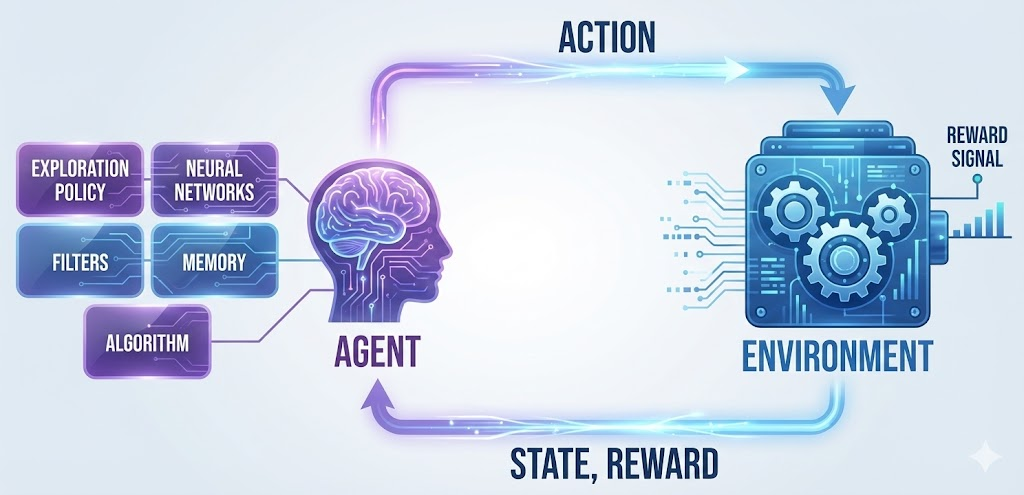 ACTION
REWARD
SIGNAL
EXPLORATION
POLICY
NEURAL
NETWORKS
FILTERS
MEMORY
ALGORITHM
AGENT
ENVIRONMENT
STATE, REWARD